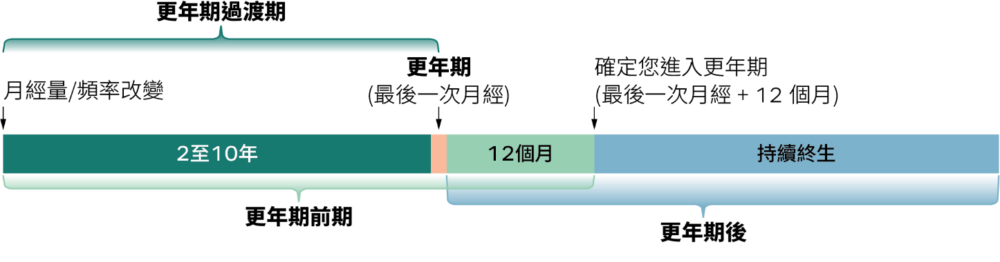 更年期過渡期
更年期
(最後一次月經)
確定您進入更年期
(最後一次月經 + 12 個月)
月經量/頻率改變
2至10年
12個月
持續終生
更年期前期
更年期後